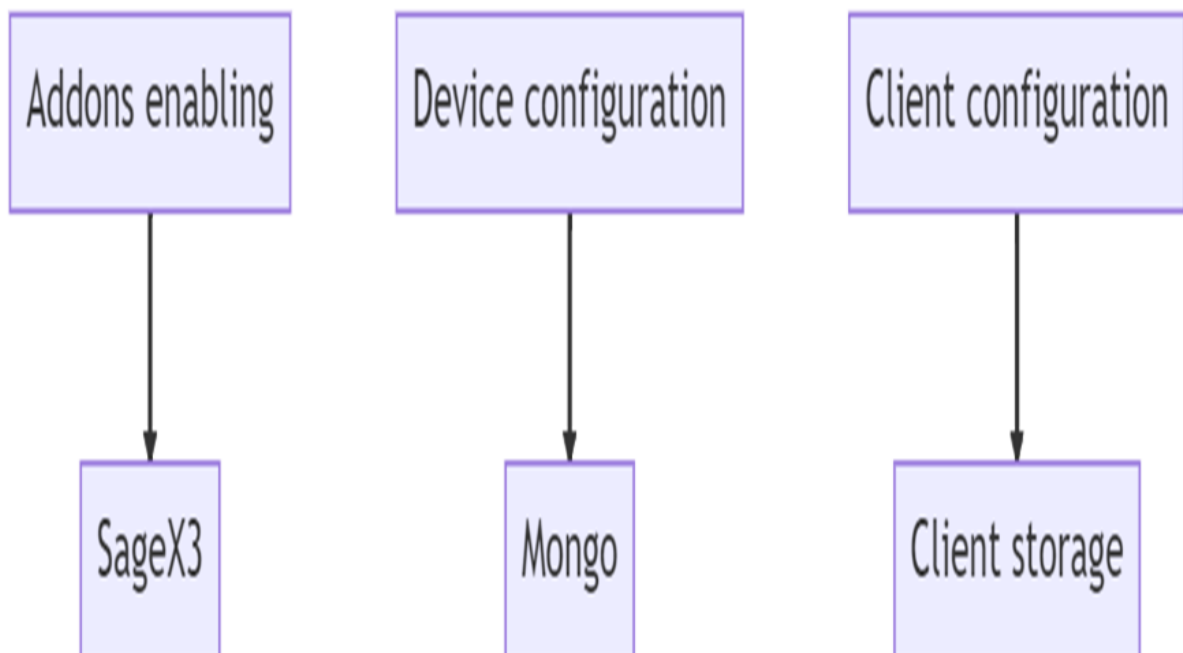 Addons enabling
Device configuration
Client configuration
SageX3
Mongo
Client storage